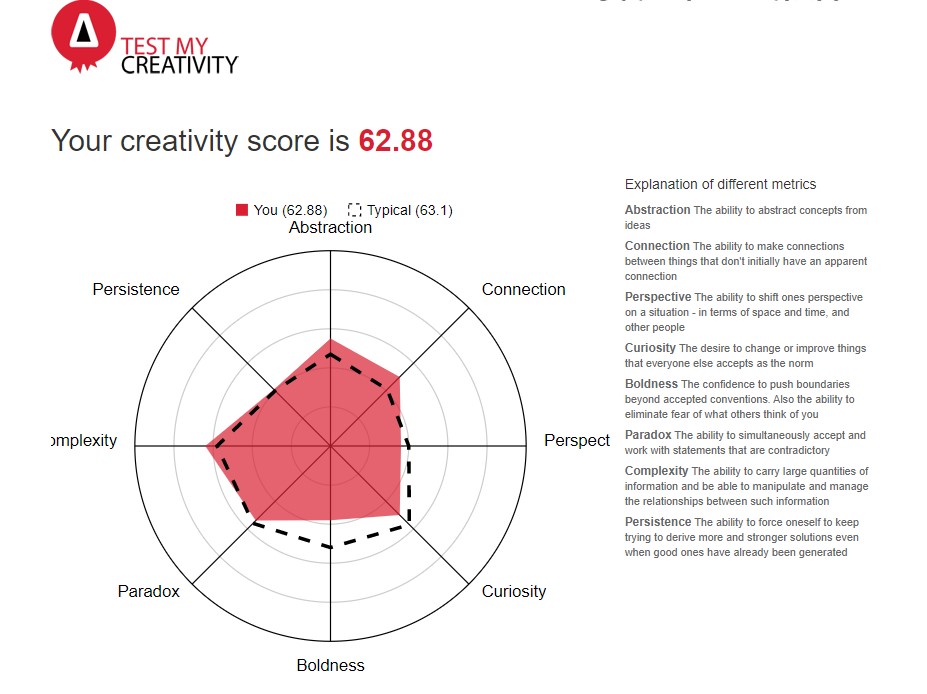 TEST MY
CREATIVITY
Your creativity score is 62.88
You (62.88) Typical (63.1)
Abstraction
Persistence
Connection
omplexity
Perspect
Paradox
Curiosity
Boldness
Explanation of different metrics
Abstraction The ability to abstract concepts from
ideas
Connection The ability to make connections
between things that don't initially have an apparent
connection
Perspective The ability to shift ones perspective
on a situation - in terms of space and time, and
other people
Curiosity The desire to change or improve things
that everyone else accepts as the norm
Boldness The confidence to push boundaries
beyond accepted conventions. Also the ability to
eliminate fear of what others think of you
Paradox The ability to simultaneously accept and
work with statements that are contradictory
Complexity The ability to carry large quantities of
information and be able to manipulate and manage
the relationships between such information
Persistence The ability to force oneself to keep
trying to derive more and stronger solutions even
when good ones have already been generated